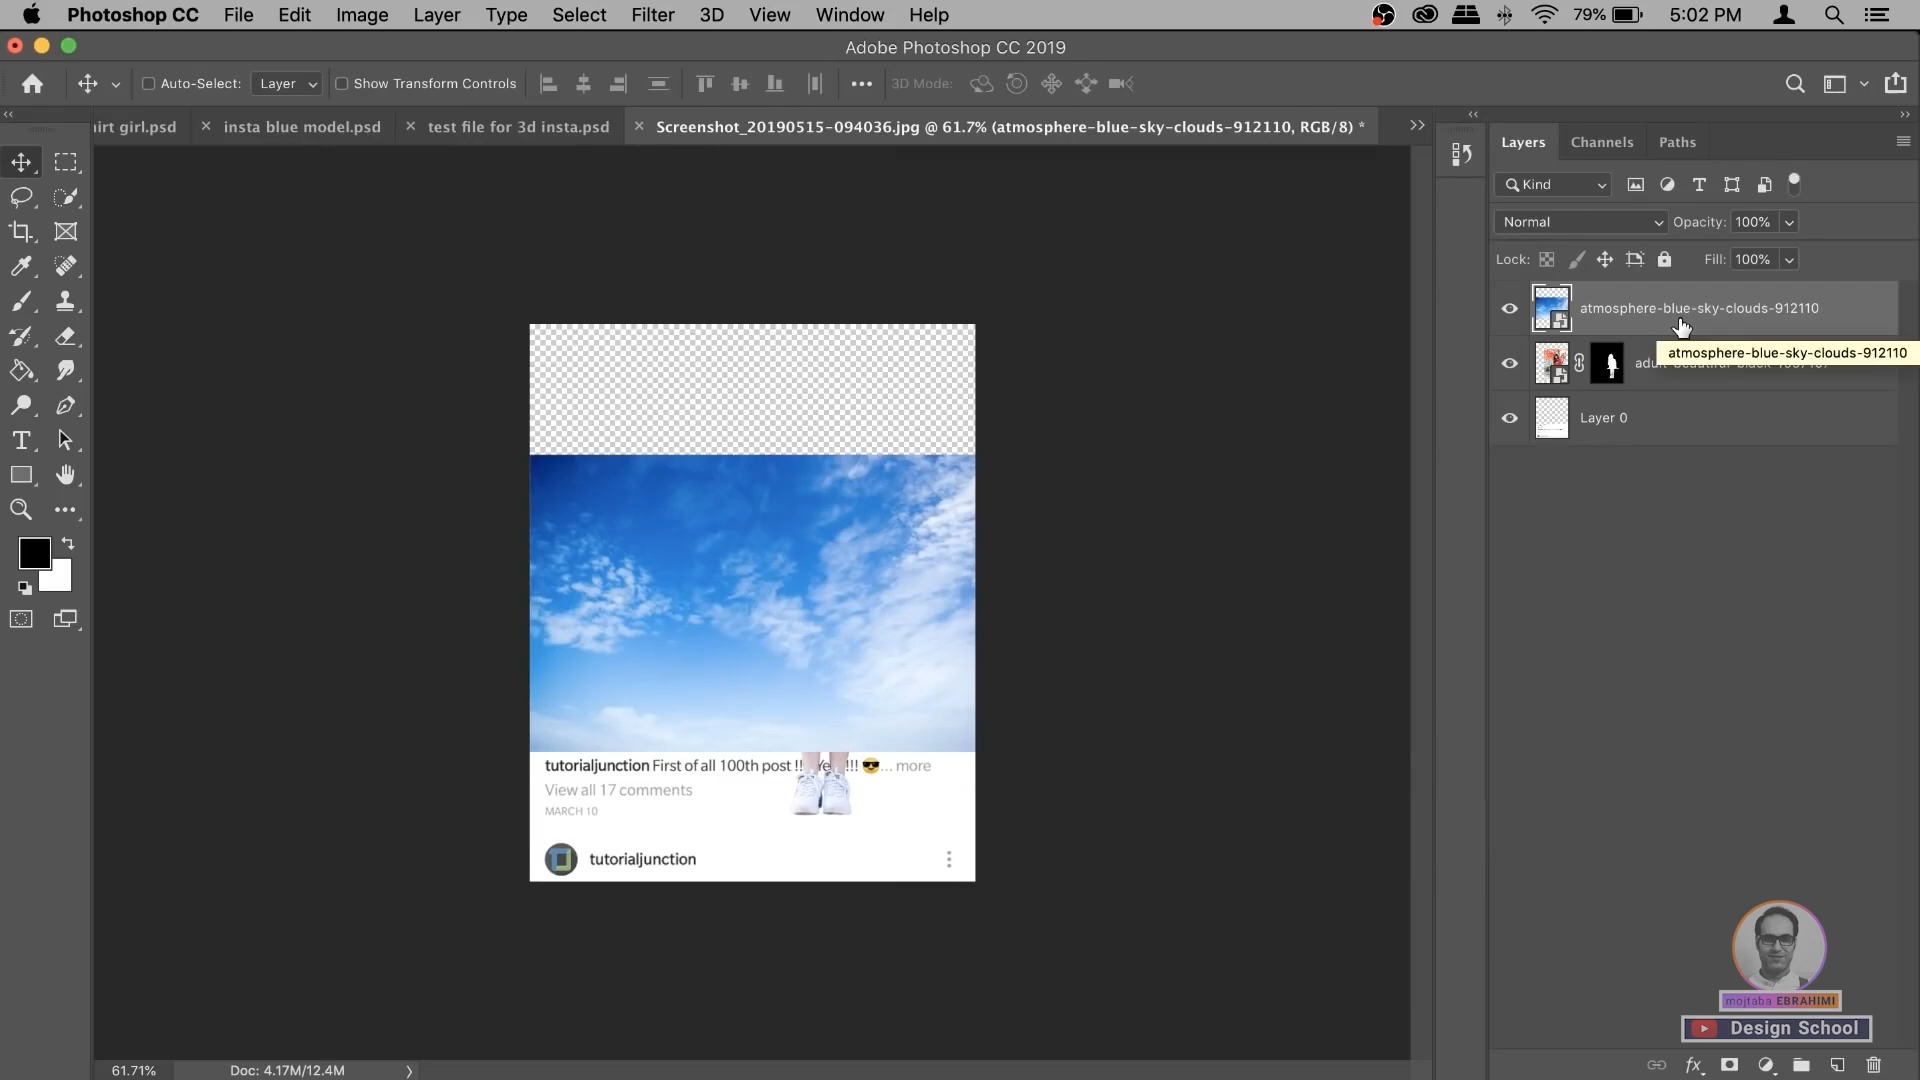 Photoshop CC File Edit Image Layer Type Select Filter 3D View Window Help 79% 5:02 PM
Adobe Photoshop CC 2019
Auto-Select: Layer Show Transform Controls 3D Mode:
irt girl.psd × insta blue model.psd × test file for 3d insta.psd × Screenshot_20190515-094036.jpg @ 61.7% (atmosphere-blue-sky-clouds-912110, RGB/8) *
Layers Channels Paths
Kind
Normal Opacity: 100%
Lock: Fill: 100%
atmosphere-blue-sky-clouds-912110
atmosphere-blue-sky-clouds-912110
Layer 0
tutorialjunction First of all 100th post !! !!! 😎... more
View all 17 comments
MARCH 10
tutorialjunction
mojtaba EBRAHIMI
Design School
61.71% Doc: 4.17M/12.4M